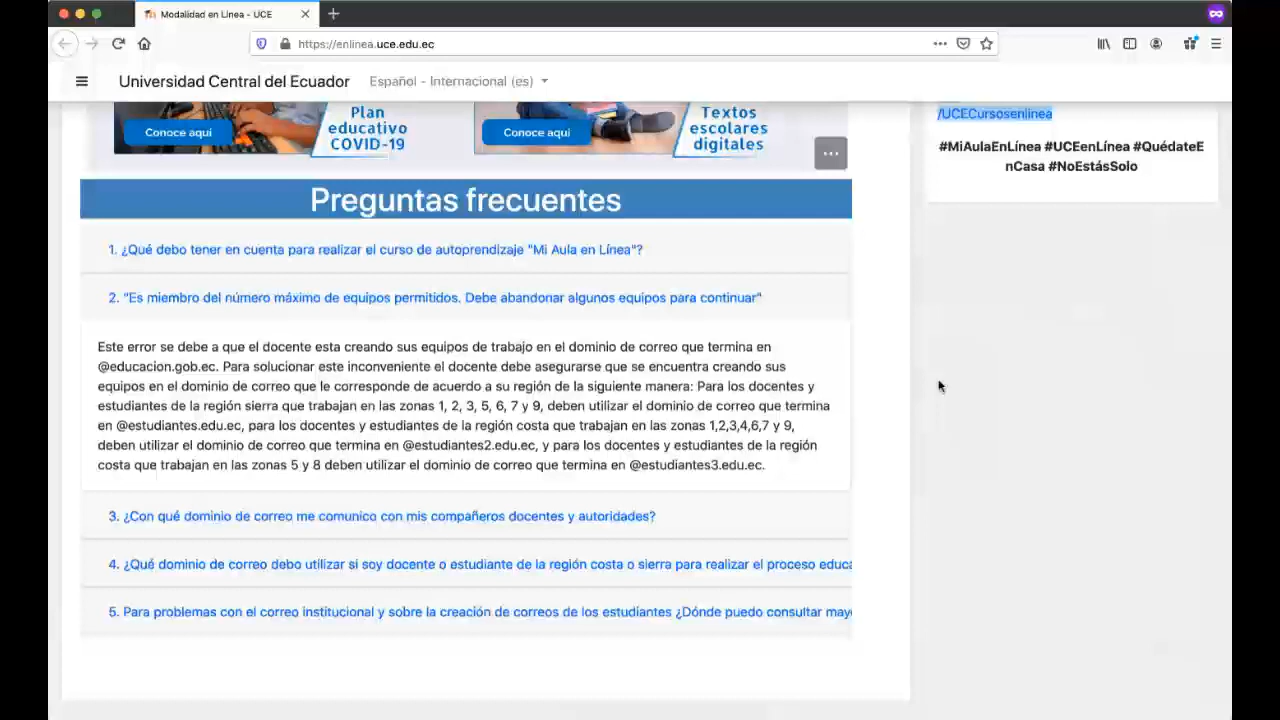 Modalidad en Línea - UCE
https://enlinea.uce.edu.ec
Universidad Central del Ecuador
Español - Internacional (es)
Conoce aquí
Plan
educativo
COVID-19
Conoce aquí
Textos
escolares
digitales
/UCECursosenlinea
#MiAulaEnLínea #UCEenLínea #QuédateE
nCasa #NoEstásSolo
Preguntas frecuentes
1. ¿Qué debo tener en cuenta para realizar el curso de autoprendizaje "Mi Aula en Línea"?
2. "Es miembro del número máximo de equipos permitidos. Debe abandonar algunos equipos para continuar"
Este error se debe a que el docente esta creando sus equipos de trabajo en el dominio de correo que termina en
@educacion.gob.ec. Para solucionar este inconveniente el docente debe asegurarse que se encuentra creando sus
equipos en el dominio de correo que le corresponde de acuerdo a su región de la siguiente manera: Para los docentes y
estudiantes de la región sierra que trabajan en las zonas 1, 2, 3, 5, 6, 7 y 9, deben utilizar el dominio de correo que termina
en @estudiantes.edu.ec, para los docentes y estudiantes de la región costa que trabajan en las zonas 1,2,3,4,6,7 y 9,
deben utilizar el dominio de correo que termina en @estudiantes2.edu.ec, y para los docentes y estudiantes de la región
costa que trabajan en las zonas 5 y 8 deben utilizar el dominio de correo que termina en @estudiantes3.edu.ec.
3. ¿Con qué dominio de correo me comunico con mis compañeros docentes y autoridades?
4. ¿Qué dominio de correo debo utilizar si soy docente o estudiante de la región costa o sierra para realizar el proceso educa
5. Para problemas con el correo institucional y sobre la creación de correos de los estudiantes ¿Dónde puedo consultar mayo